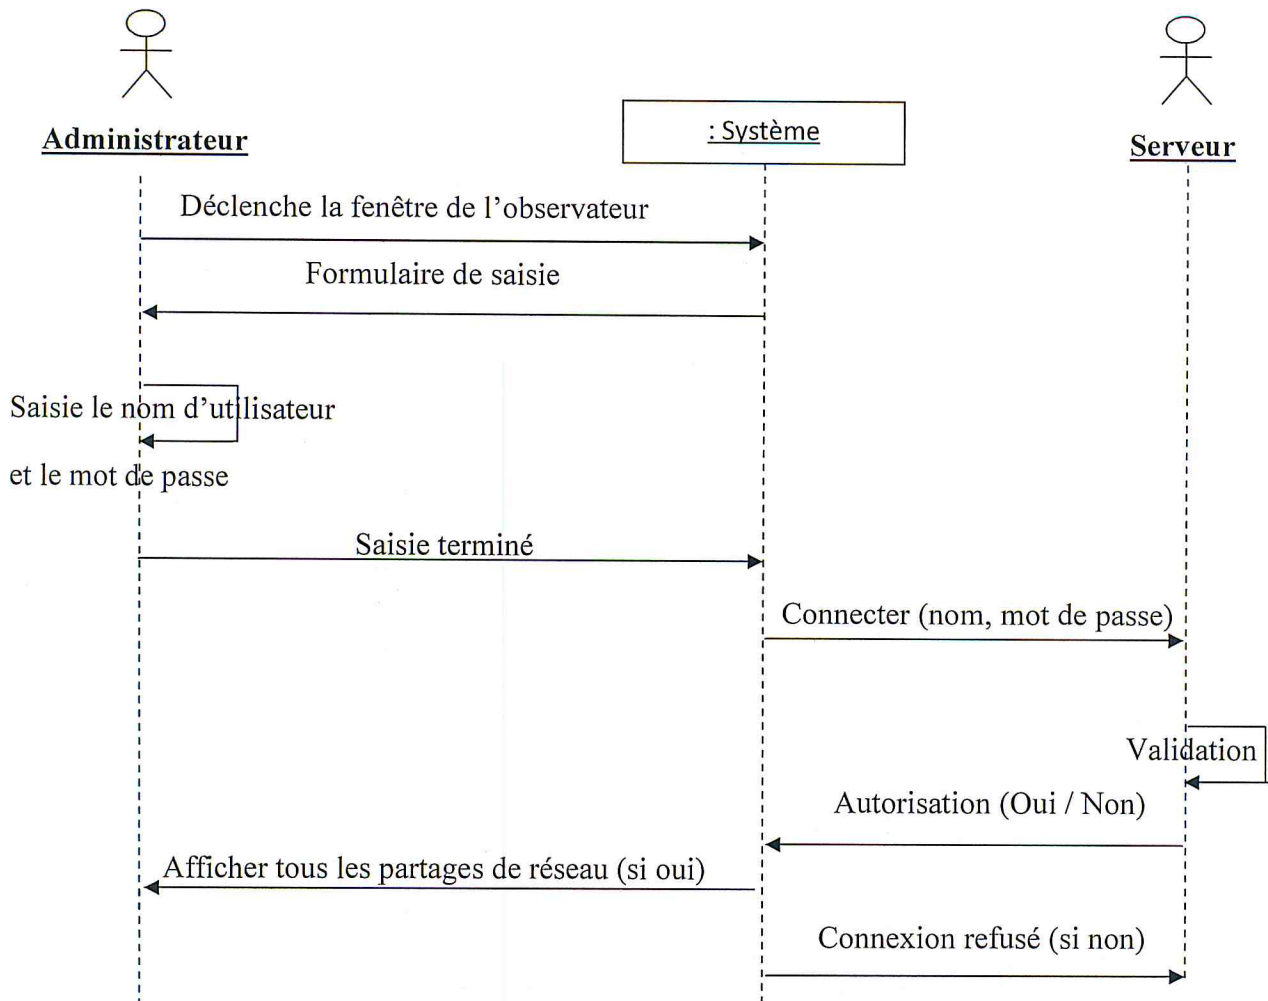 Administrateur
: Système
Serveur
Déclenche la fenêtre de l'observateur
Formulaire de saisie
Saisie le nom d'utilisateur
et le mot de passe
Saisie terminé
Connecter (nom, mot de passe)
Validation
Autorisation (Oui / Non)
Afficher tous les partages de réseau (si oui)
Connexion refusé (si non)